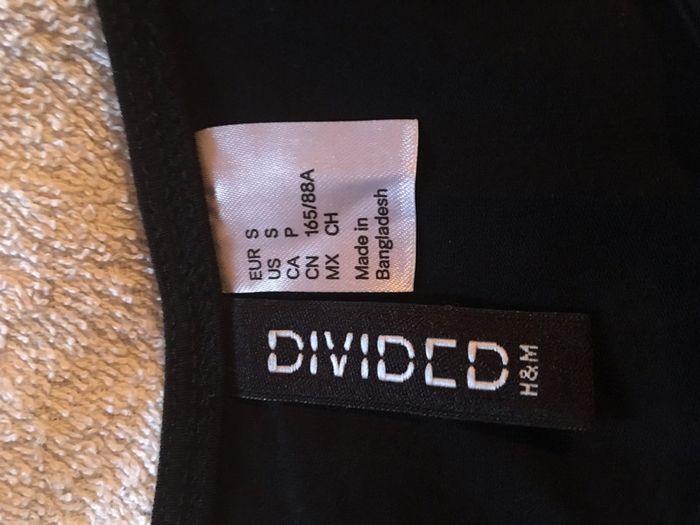 EUR S
US S
CA P
CN 165/88A
MX CH
Made in
Bangladesh
DIVIDED
H&M